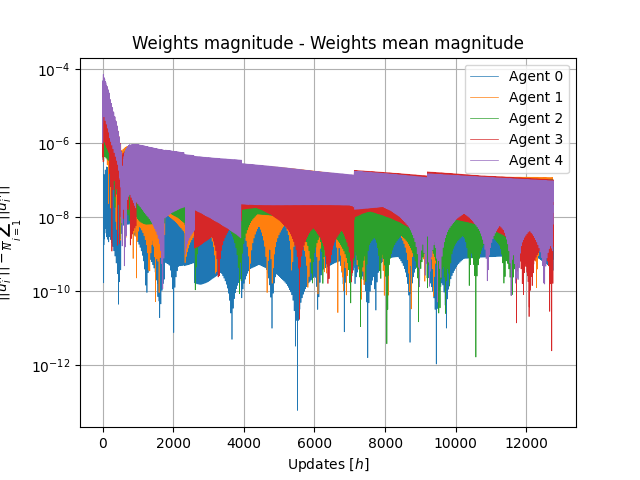 Weights magnitude - Weights mean magnitude
Agent 0
Agent 1
Agent 2
Agent 3
Agent 4
10⁻⁴
10⁻⁶
10⁻⁸
10⁻¹⁰
10⁻¹²
0
2000
4000
6000
8000
10000
12000
Updates [h]